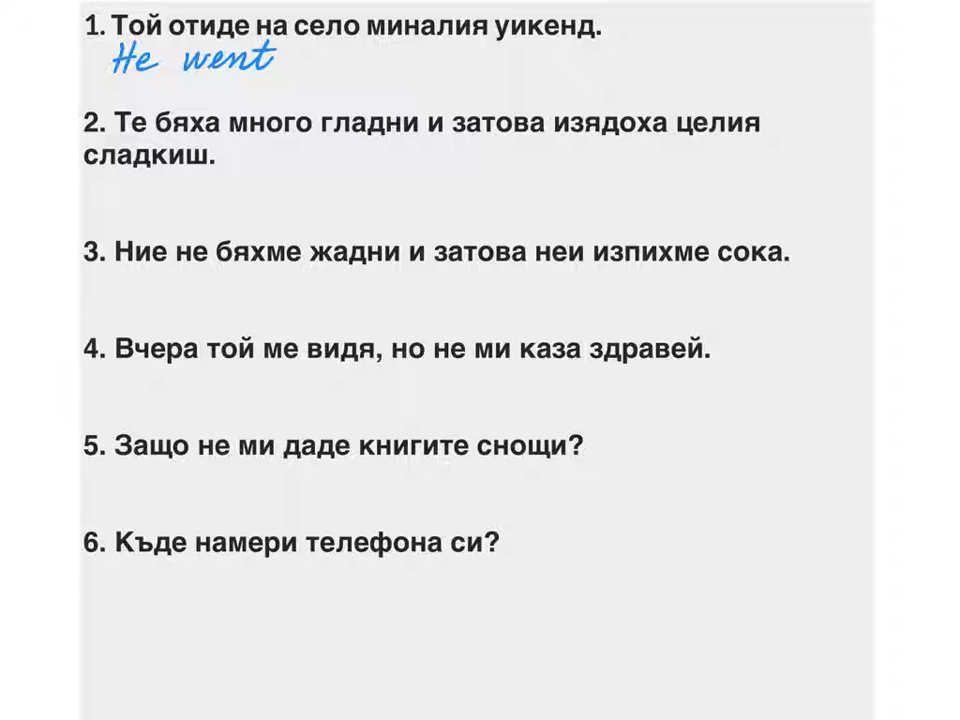 1. Той отиде на село миналия уикенд.
He went
2. Те бяха много гладни и затова изядоха целия
сладкиш.
3. Ние не бяхме жадни и затова неи изпихме сока.
4. Вчера той ме видя, но не ми каза здравей.
5. Защо не ми даде книгите снощи?
6. Къде намери телефона си?